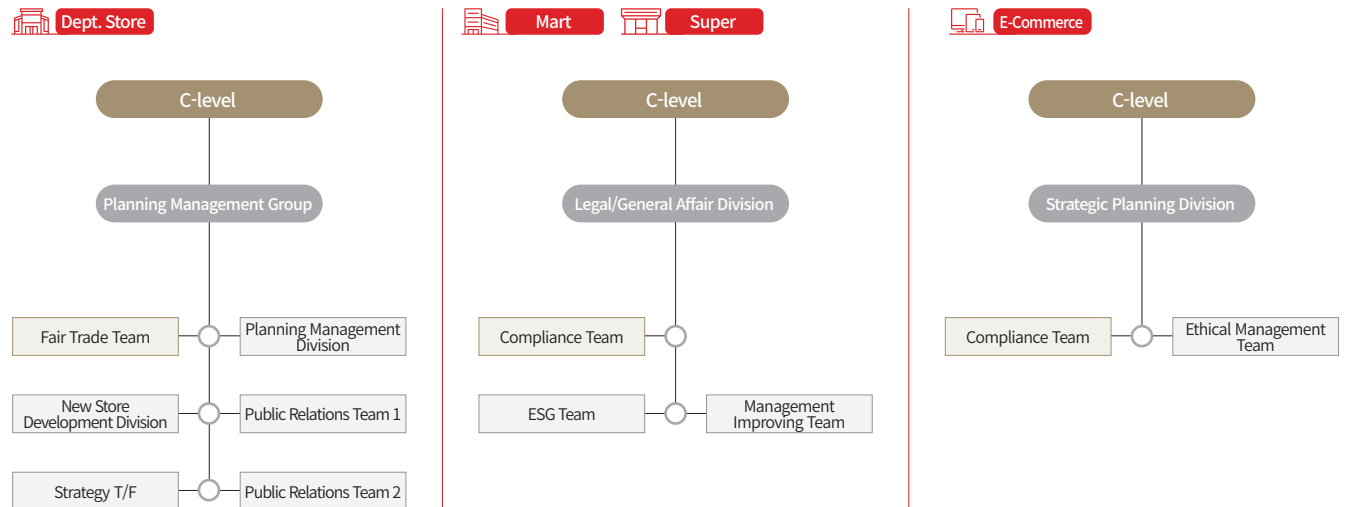 Dept. Store
C-level
Planning Management Group
Fair Trade Team
Planning Management
Division
New Store
Development Division
Public Relations Team 1
Strategy T/F
Public Relations Team 2
Mart
Super
C-level
Legal/General Affair Division
Compliance Team
ESG Team
Management
Improving Team
E-Commerce
C-level
Strategic Planning Division
Compliance Team
Ethical Management
Team